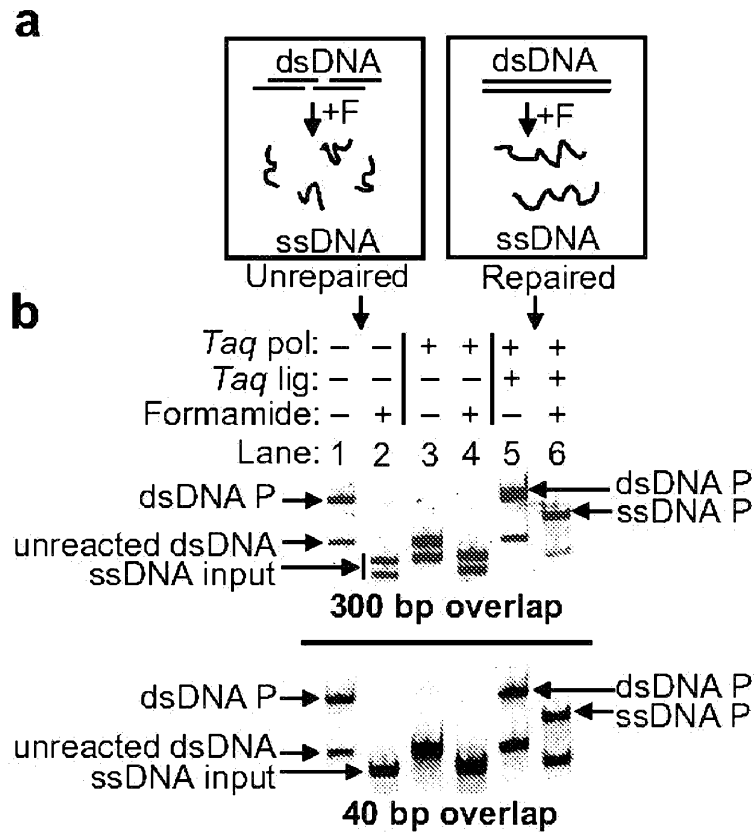 a
dsDNA dsDNA
+F +F
ssDNA ssDNA
Unrepaired Repaired
b
Taq pol: – – + + + +
Taq lig: – – – – + +
Formamide: – + – + – +
Lane: 1 2 3 4 5 6
dsDNA P dsDNA P
ssDNA P
unreacted dsDNA
ssDNA input
300 bp overlap
dsDNA P dsDNA P
ssDNA P
unreacted dsDNA
ssDNA input
40 bp overlap